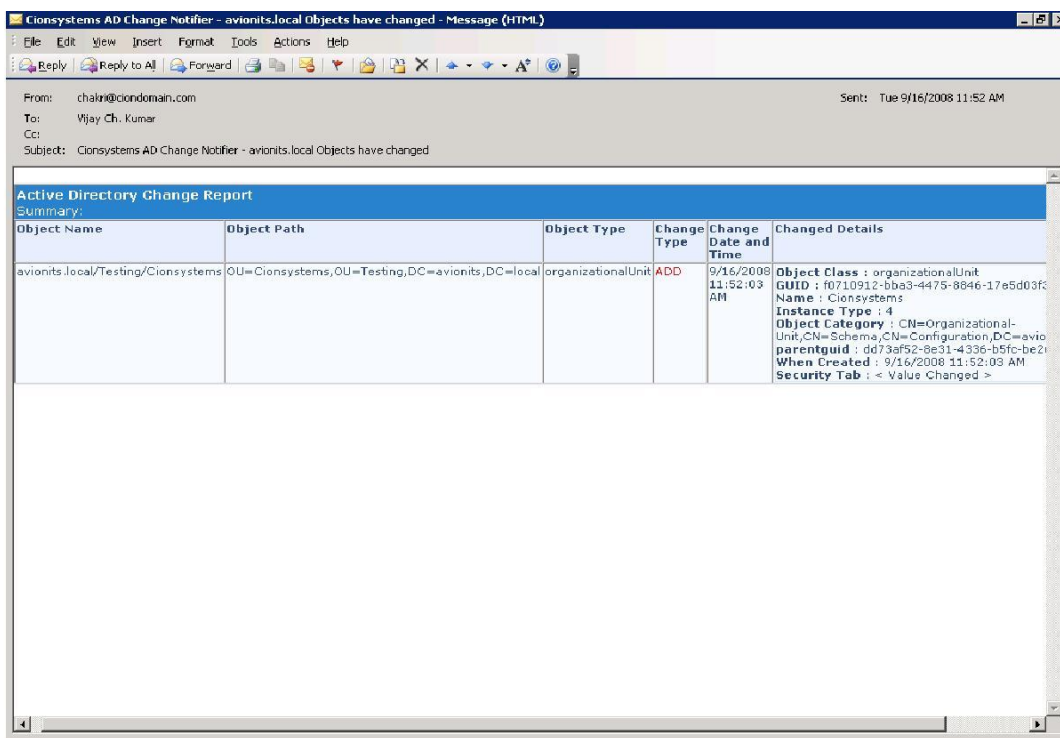 Cionsystems AD Change Notifier - avionits.local Objects have changed - Message (HTML)
File Edit View Insert Format Tools Actions Help
Reply Reply to All Forward
From: chakri@ciondomain.com Sent: Tue 9/16/2008 11:52 AM
To: Vijay Ch. Kumar
Cc:
Subject: Cionsystems AD Change Notifier - avionits.local Objects have changed
Active Directory Change Report
Summary:
Object Name Object Path Object Type Change Type Change Date and Time Changed Details
avionits.local/Testing/Cionsystems OU=Cionsystems,OU=Testing,DC=avionits,DC=local organizationalUnit ADD 9/16/2008 11:52:03 AM
Object Class : organizationalUnit
GUID : f0710912-bba3-4475-8846-17e5d03f3
Name : Cionsystems
Instance Type : 4
Object Category : CN=Organizational-
Unit,CN=Schema,CN=Configuration,DC=avio
parentguid : dd73af52-8e31-4336-b5fc-be2
When Created : 9/16/2008 11:52:03 AM
Security Tab : < Value Changed >